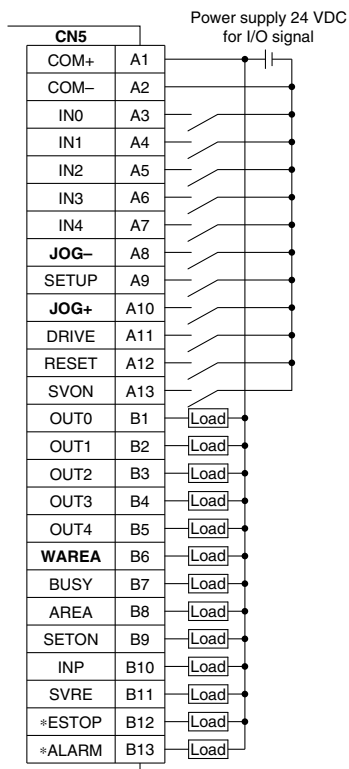 Power supply 24 VDC
for I/O signal
CN5
COM+ A1
COM– A2
IN0 A3
IN1 A4
IN2 A5
IN3 A6
IN4 A7
JOG– A8
SETUP A9
JOG+ A10
DRIVE A11
RESET A12
SVON A13
OUT0 B1 Load
OUT1 B2 Load
OUT2 B3 Load
OUT3 B4 Load
OUT4 B5 Load
WAREA B6 Load
BUSY B7 Load
AREA B8 Load
SETON B9 Load
INP B10 Load
SVRE B11 Load
*ESTOP B12 Load
*ALARM B13 Load